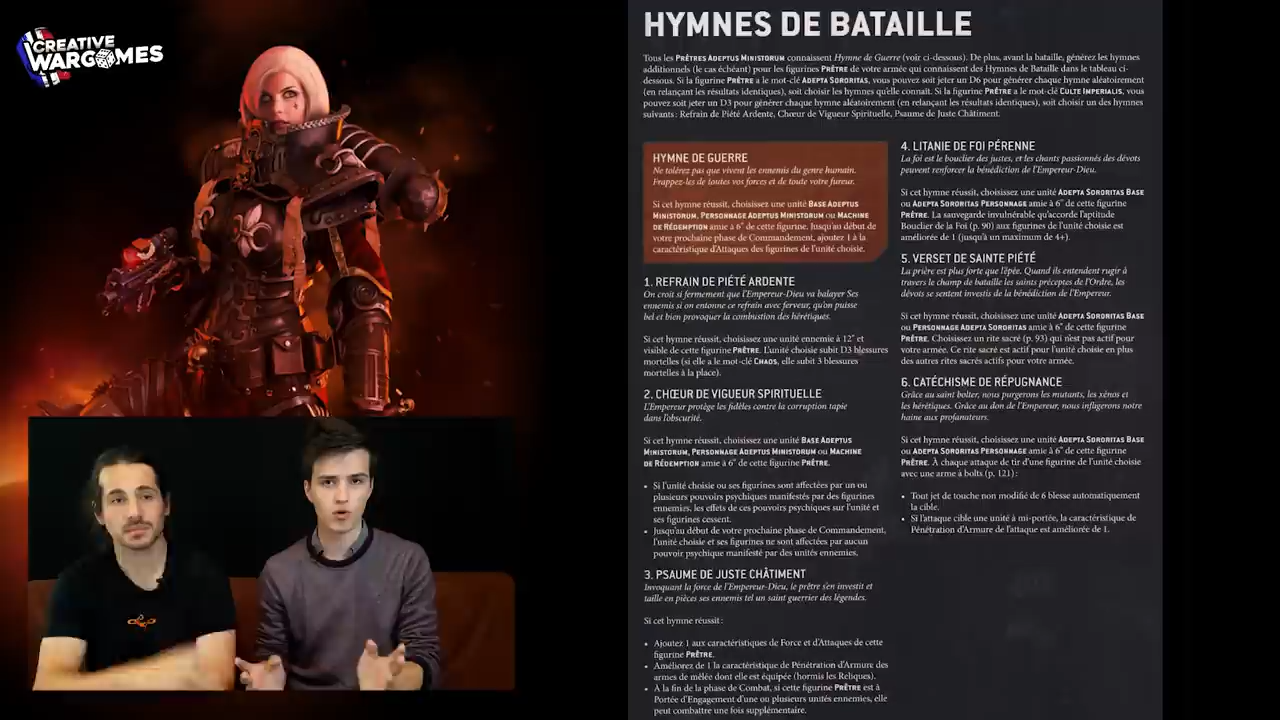 CREATIVE
WARGAMES
HYMNES DE BATAILLE
Tous les PRÊTRES ADEPTUS MINISTORUM connaissent Hymne de Guerre (voir ci-dessous). De plus, avant la bataille, générez les hymnes
additionnels (le cas échéant) pour les figurines PRÊTRE de votre armée qui connaissent des Hymnes de Bataille dans le tableau ci-
dessous. Si la figurine PRÊTRE a le mot-clé ADEPTA SORORITAS, vous pouvez soit jeter un D6 pour générer chaque hymne aléatoirement
(en relançant les résultats identiques), soit choisir les hymnes qu'elle connaît. Si la figurine PRÊTRE a le mot-clé CULTE IMPERIALIS, vous
pouvez soit jeter un D3 pour générer chaque hymne aléatoirement (en relançant les résultats identiques), soit choisir un des hymnes
suivants : Refrain de Piété Ardente, Chœur de Vigueur Spirituelle, Psaume de Juste Châtiment.
HYMNE DE GUERRE
Ne tolérez pas que vivent les ennemis du genre humain.
Frappez-les de toutes vos forces et de toute votre fureur.
Si cet hymne réussit, choisissez une unité BASE ADEPTUS
MINISTORUM, PERSONNAGE ADEPTUS MINISTORUM ou MACHINE
DE RÉDEMPTION amie à 6" de cette figurine. Jusqu'au début de
votre prochaine phase de Commandement, ajoutez 1 à la
caractéristique d'Attaques des figurines de l'unité choisie.
1. REFRAIN DE PIÉTÉ ARDENTE
On croit si fermement que l'Empereur-Dieu va balayer Ses
ennemis si on entonne ce refrain avec ferveur, qu'on puisse
bel et bien provoquer la combustion des hérétiques.
Si cet hymne réussit, choisissez une unité ennemie à 12" et
visible de cette figurine PRÊTRE. L'unité choisie subit D3 blessures
mortelles (si elle a le mot-clé CHAOS, elle subit 3 blessures
mortelles à la place).
2. CHŒUR DE VIGUEUR SPIRITUELLE
L'Empereur protège les fidèles contre la corruption tapie
dans l'obscurité.
Si cet hymne réussit, choisissez une unité BASE ADEPTUS
MINISTORUM, PERSONNAGE ADEPTUS MINISTORUM ou MACHINE
DE RÉDEMPTION amie à 6" de cette figurine PRÊTRE.
• Si l'unité choisie ou ses figurines sont affectées par un ou
plusieurs pouvoirs psychiques manifestés par des figurines
ennemies, les effets de ces pouvoirs psychiques sur l'unité et
ses figurines cessent.
• Jusqu'au début de votre prochaine phase de Commandement,
l'unité choisie et ses figurines ne sont affectées par aucun
pouvoir psychique manifesté par des unités ennemies.
3. PSAUME DE JUSTE CHÂTIMENT
Invoquant la force de l'Empereur-Dieu, le prêtre s'en investit et
taille en pièces ses ennemis tel un saint guerrier des légendes.
Si cet hymne réussit :
• Ajoutez 1 aux caractéristiques de Force et d'Attaques de cette
figurine PRÊTRE.
• Améliorez de 1 la caractéristique de Pénétration d'Armure des
armes de mêlée dont elle est équipée (hormis les Reliques).
• À la fin de la phase de Combat, si cette figurine PRÊTRE est à
Portée d'Engagement d'une ou plusieurs unités ennemies, elle
peut combattre une fois supplémentaire.
4. LITANIE DE FOI PÉRENNE
La foi est le bouclier des justes, et les chants passionnés des dévots
peuvent renforcer la bénédiction de l'Empereur-Dieu.
Si cet hymne réussit, choisissez une unité ADEPTA SORORITAS BASE
ou ADEPTA SORORITAS PERSONNAGE amie à 6" de cette figurine
PRÊTRE. La sauvegarde invulnérable qu'accorde l'aptitude
Bouclier de la Foi (p. 90) aux figurines de l'unité choisie est
améliorée de 1 (jusqu'à un maximum de 4+).
5. VERSET DE SAINTE PIÉTÉ
La prière est plus forte que l'épée. Quand ils entendent rugir à
travers le champ de bataille les saints préceptes de l'Ordre, les
dévots se sentent investis de la bénédiction de l'Empereur.
Si cet hymne réussit, choisissez une unité ADEPTA SORORITAS BASE
ou PERSONNAGE ADEPTA SORORITAS amie à 6" de cette figurine
PRÊTRE. Choisissez un rite sacré (p. 93) qui n'est pas actif pour
votre armée. Ce rite sacré est actif pour l'unité choisie en plus
des autres rites sacrés actifs pour votre armée.
6. CATÉCHISME DE RÉPUGNANCE
Grâce au saint bolter, nous purgerons les mutants, les xénos et
les hérétiques. Grâce au don de l'Empereur, nous infligerons notre
haine aux profanateurs.
Si cet hymne réussit, choisissez une unité ADEPTA SORORITAS BASE
ou ADEPTA SORORITAS PERSONNAGE amie à 6" de cette figurine
PRÊTRE. À chaque attaque de tir d'une figurine de l'unité choisie
avec une arme à bolts (p. 121) :
• Tout jet de touche non modifié de 6 blesse automatiquement
la cible.
• Si l'attaque cible une unité à mi-portée, la caractéristique de
Pénétration d'Armure de l'attaque est améliorée de 1.